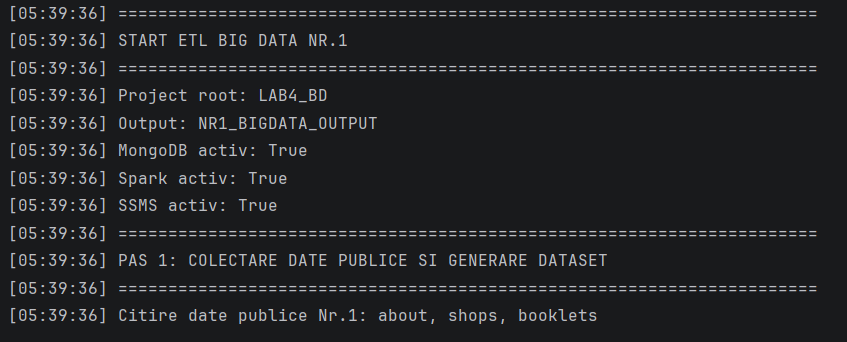 [05:39:36] ======================================================================
[05:39:36] START ETL BIG DATA NR.1
[05:39:36] ======================================================================
[05:39:36] Project root: LAB4_BD
[05:39:36] Output: NR1_BIGDATA_OUTPUT
[05:39:36] MongoDB activ: True
[05:39:36] Spark activ: True
[05:39:36] SSMS activ: True
[05:39:36] ======================================================================
[05:39:36] PAS 1: COLECTARE DATE PUBLICE SI GENERARE DATASET
[05:39:36] ======================================================================
[05:39:36] Citire date publice Nr.1: about, shops, booklets